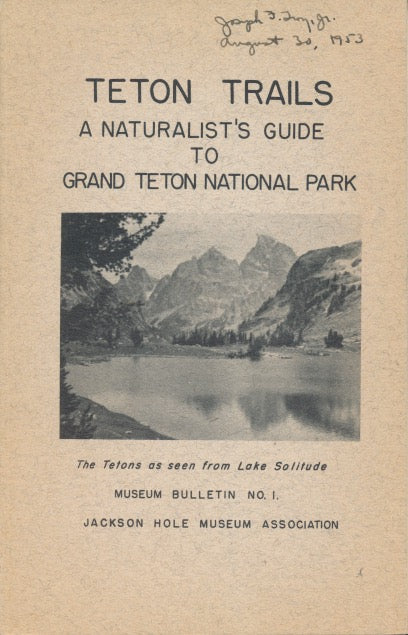 Joseph
August 30, 1953
TETON TRAILS
A NATURALIST'S GUIDE
TO
GRAND TETON NATIONAL PARK
The Tetons as seen from Lake Solitude
MUSEUM BULLETIN NO. 1.
JACKSON HOLE MUSEUM ASSOCIATION